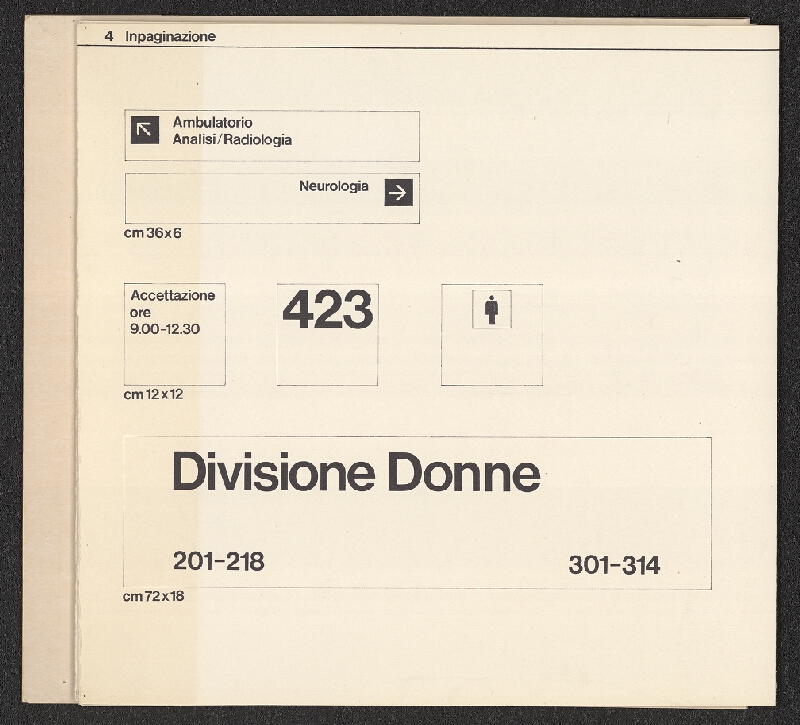 4 Inpaginazione
Ambulatorio
Analisi/Radiologia
Neurologia
cm 36x6
Accettazione
ore
9.00-12.30
423
cm 12x12
Divisione Donne
201-218 301-314
cm 72x18